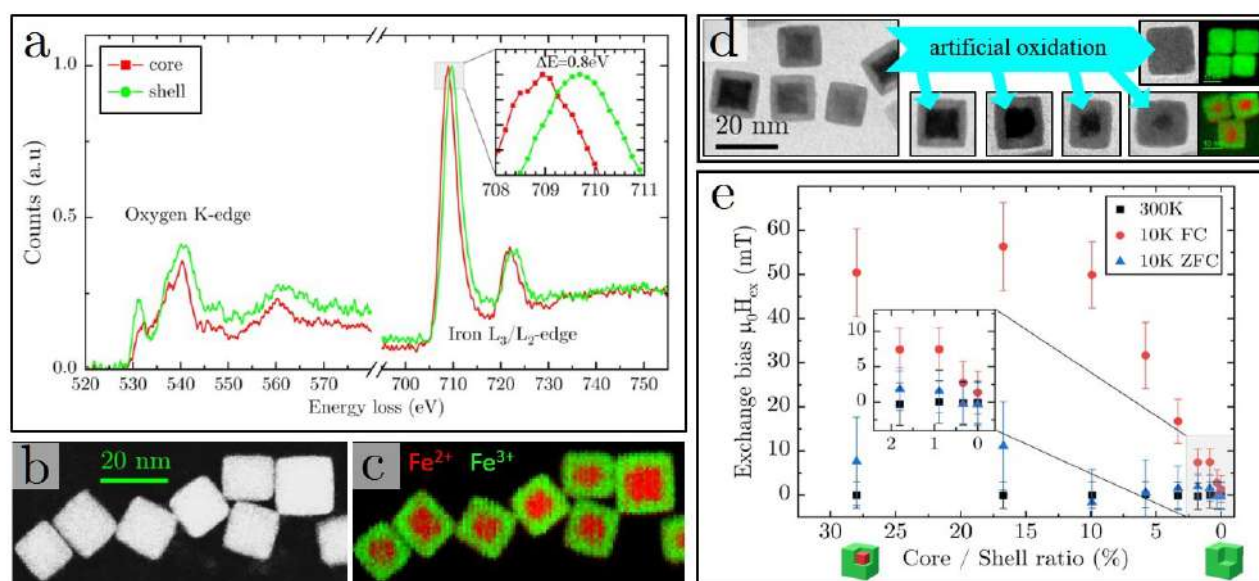 a
core
shell
Counts (a.u)
1.0
0.5
0.0
ΔE=0.8eV
708 709 710 711
Oxygen K-edge
Iron L3/L2-edge
520 530 540 550 560 570 700 710 720 730 740 750
Energy loss (eV)
b
20 nm
c
Fe2+ Fe3+
d
artificial oxidation
20 nm
e
300K
10K FC
10K ZFC
Exchange bias μ0Hex (mT)
70
60
50
40
30
20
10
0
10
5
0
2 1 0
30 25 20 15 10 5 0
Core / Shell ratio (%)